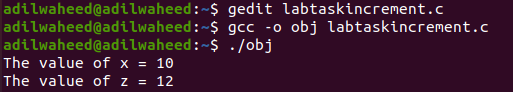 adilwaheed@adilwaheed:~$ gedit labtaskincrement.c
adilwaheed@adilwaheed:~$ gcc -o obj labtaskincrement.c
adilwaheed@adilwaheed:~$ ./obj
The value of x = 10
The value of z = 12